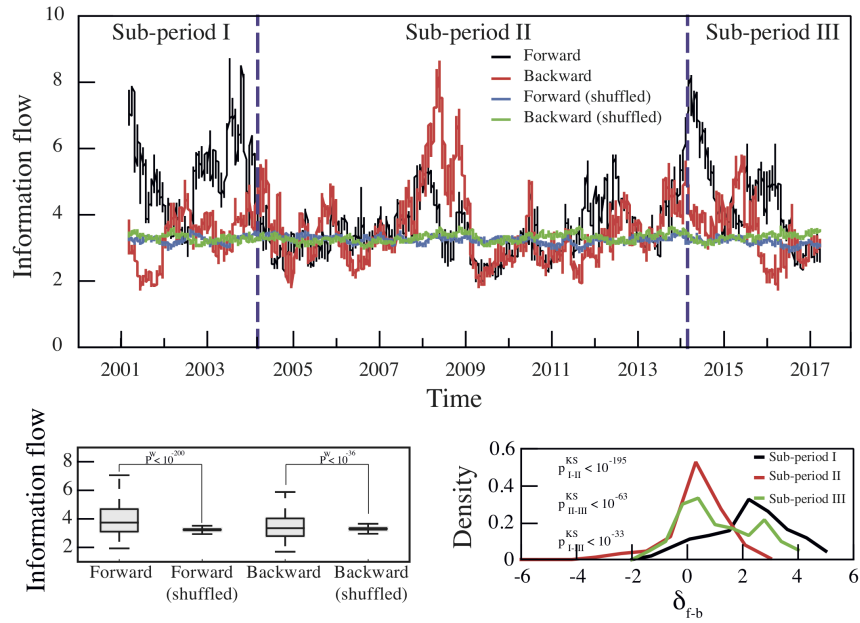 Sub-period I Sub-period II Sub-period III
Information flow
10
8
6
4
2
0
Forward
Backward
Forward (shuffled)
Backward (shuffled)
2001 2003 2005 2007 2009 2011 2013 2015 2017
Time
Information flow
8
6
4
2
P^W < 10^-200
P^W < 10^-36
Forward Forward (shuffled) Backward Backward (shuffled)
Density
0.6
0.4
0.2
0
p^KS_I-II < 10^-195
p^KS_II-III < 10^-63
p^KS_I-III < 10^-33
Sub-period I
Sub-period II
Sub-period III
-6 -4 -2 0 2 4 6
δ_f-b